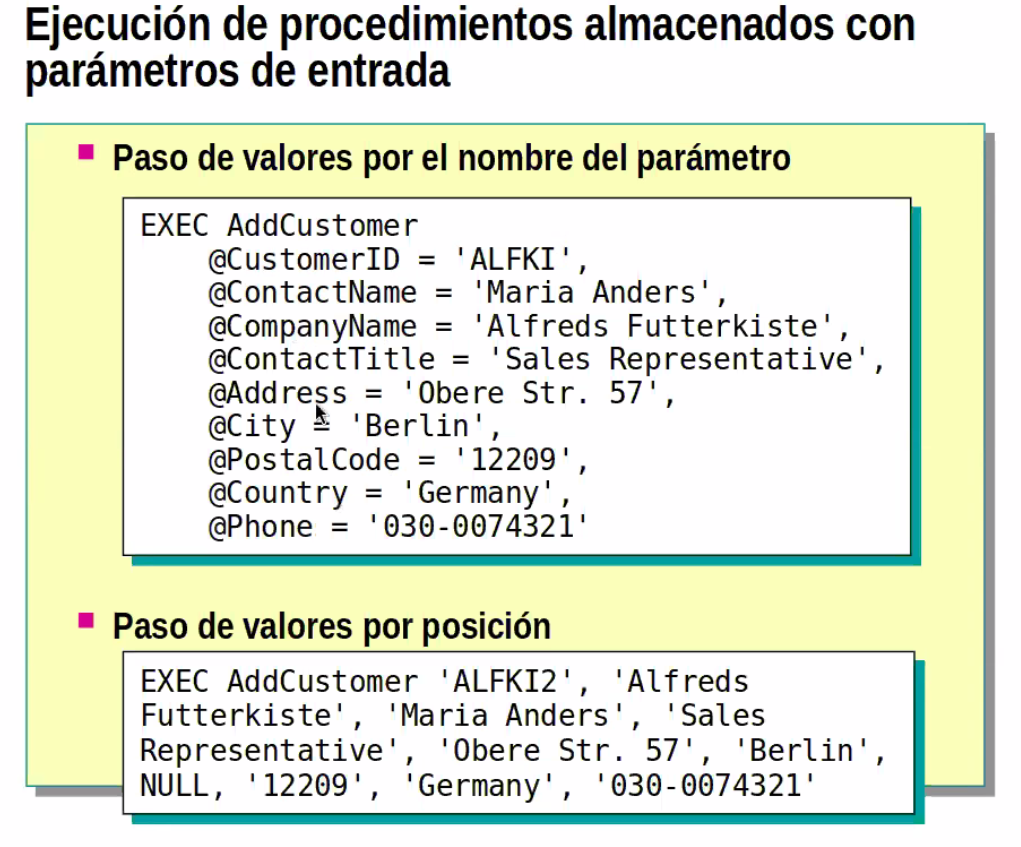 Ejecución de procedimientos almacenados con
parámetros de entrada
Paso de valores por el nombre del parámetro
EXEC AddCustomer
@CustomerID = 'ALFKI',
@ContactName = 'Maria Anders',
@CompanyName = 'Alfreds Futterkiste',
@ContactTitle = 'Sales Representative',
@Address = 'Obere Str. 57',
@City = 'Berlin',
@PostalCode = '12209',
@Country = 'Germany',
@Phone = '030-0074321'
Paso de valores por posición
EXEC AddCustomer 'ALFKI2', 'Alfreds
Futterkiste', 'Maria Anders', 'Sales
Representative', 'Obere Str. 57', 'Berlin',
NULL, '12209', 'Germany', '030-0074321'